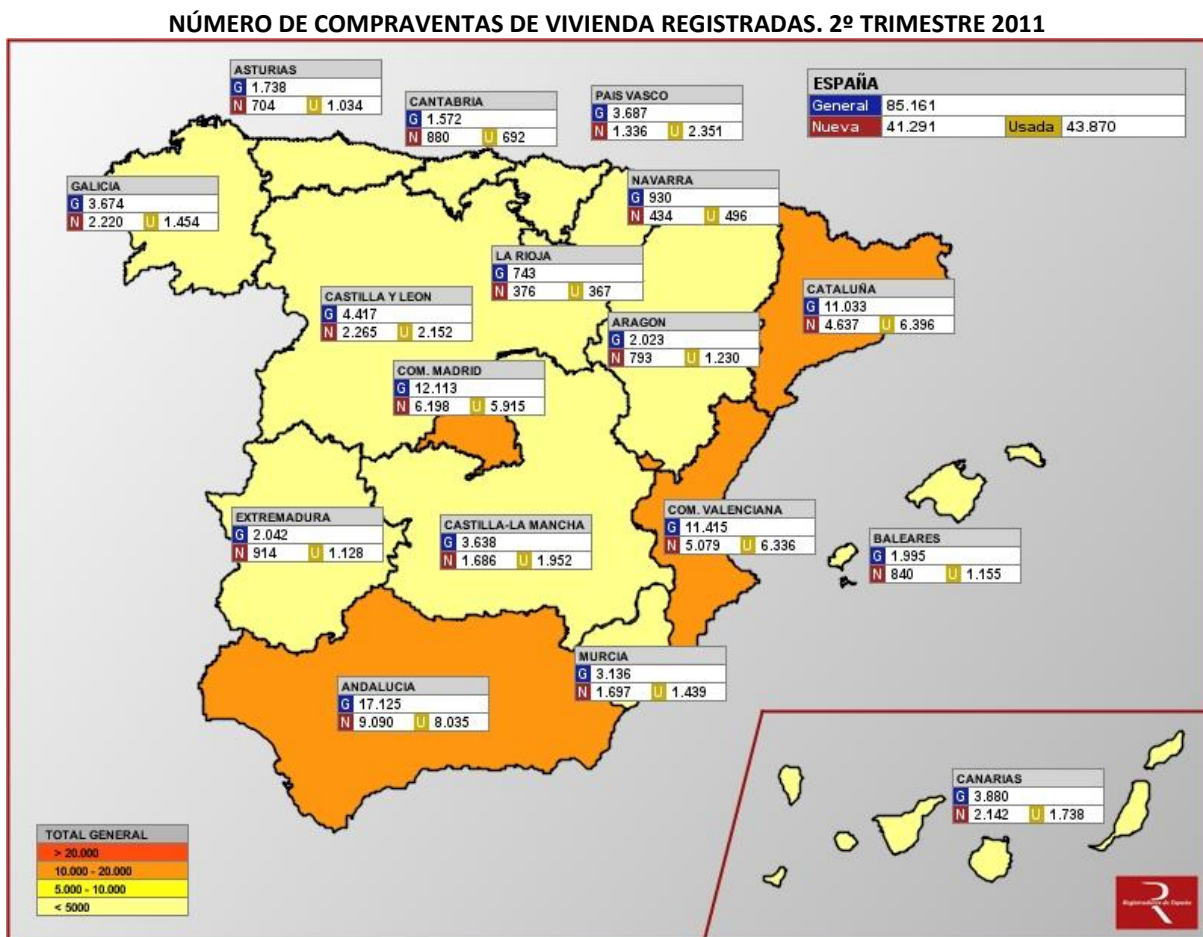 NÚMERO DE COMPRAVENTAS DE VIVIENDA REGISTRADAS. 2º TRIMESTRE 2011
ASTURIAS
G 1.738
N 704 U 1.034
CANTABRIA
G 1.572
N 880 U 692
PAIS VASCO
G 3.687
N 1.336 U 2.351
ESPAÑA
General 85.161
Nueva 41.291 Usada 43.870
GALICIA
G 3.674
N 2.220 U 1.454
NAVARRA
G 930
N 434 U 496
LA RIOJA
G 743
N 376 U 367
CASTILLA Y LEON
G 4.417
N 2.265 U 2.152
CATALUÑA
G 11.033
N 4.637 U 6.396
ARAGON
G 2.023
N 793 U 1.230
COM. MADRID
G 12.113
N 6.198 U 5.915
EXTREMADURA
G 2.042
N 914 U 1.128
CASTILLA-LA MANCHA
G 3.638
N 1.686 U 1.952
COM. VALENCIANA
G 11.415
N 5.079 U 6.336
BALEARES
G 1.995
N 840 U 1.155
MURCIA
G 3.136
N 1.697 U 1.439
ANDALUCIA
G 17.125
N 9.090 U 8.035
CANARIAS
G 3.880
N 2.142 U 1.738
TOTAL GENERAL
> 20.000
10.000 - 20.000
5.000 - 10.000
< 5000
Registradores de España